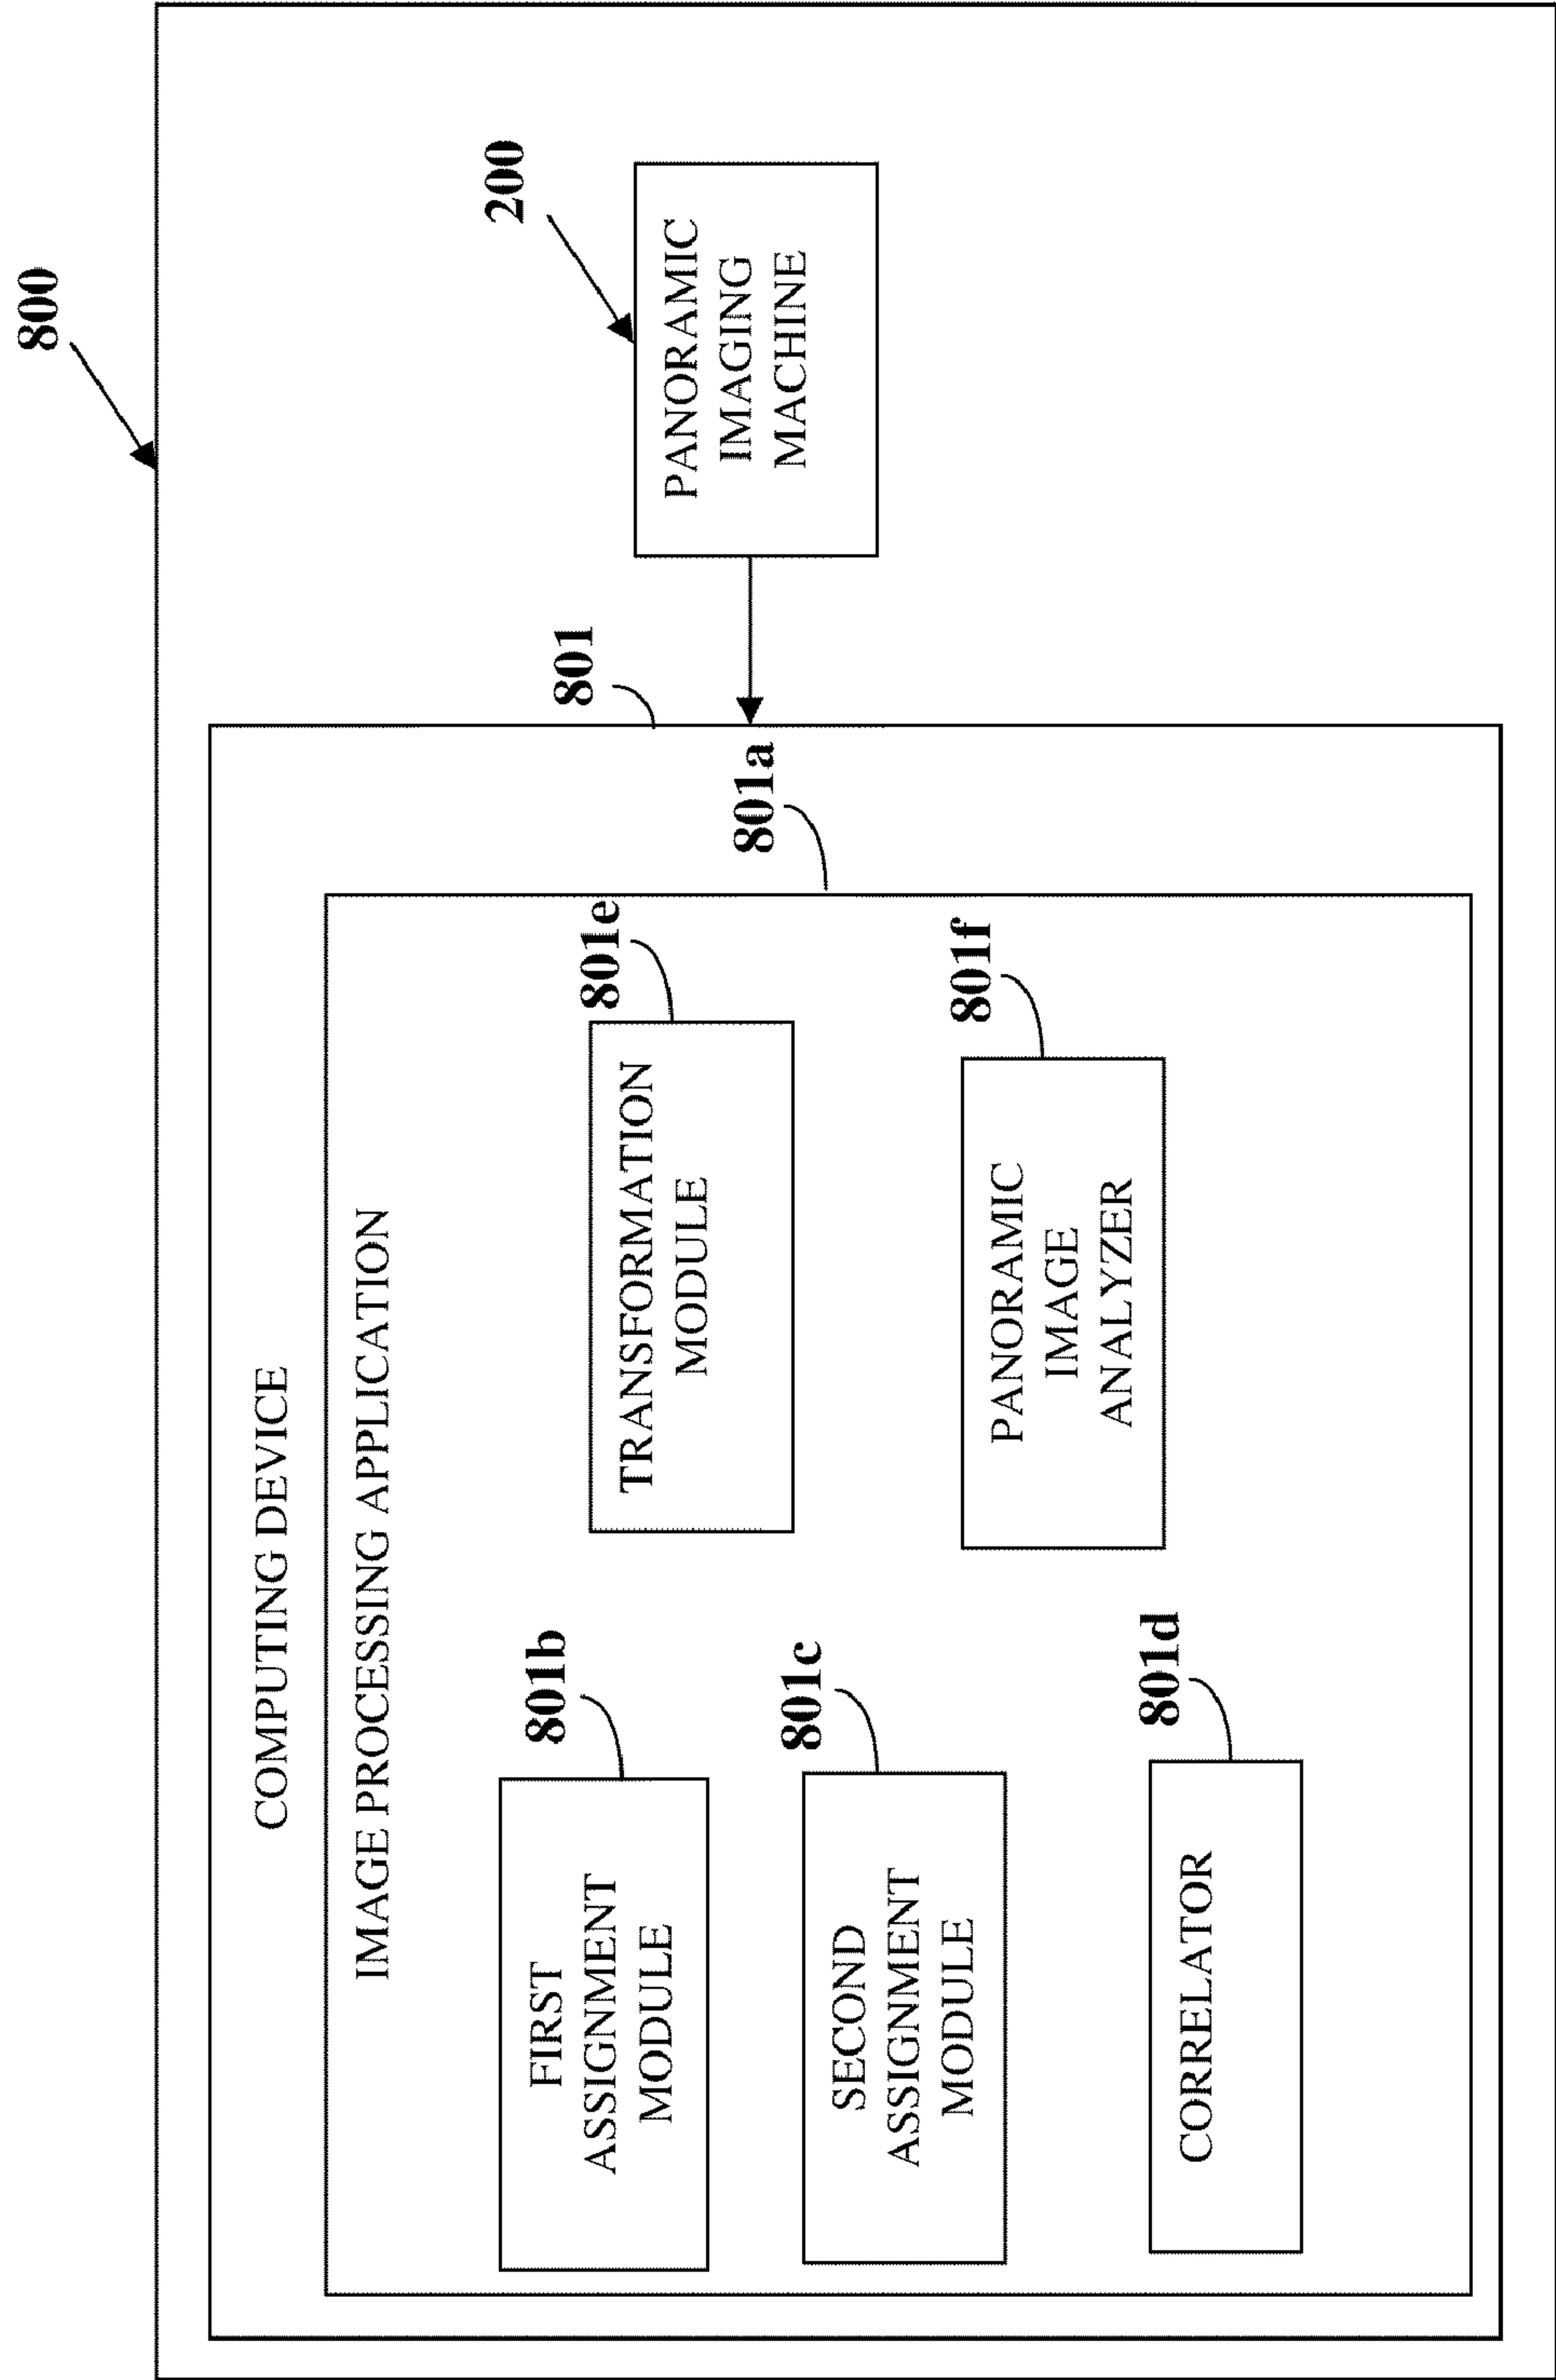 800
COMPUTING DEVICE
IMAGE PROCESSING APPLICATION
801b
FIRST
ASSIGNMENT
MODULE
801c
SECOND
ASSIGNMENT
MODULE
801d
CORRELATOR
801e
TRANSFORMATION
MODULE
801f
PANORAMIC
IMAGE
ANALYZER
801
801a
200
PANORAMIC
IMAGING
MACHINE